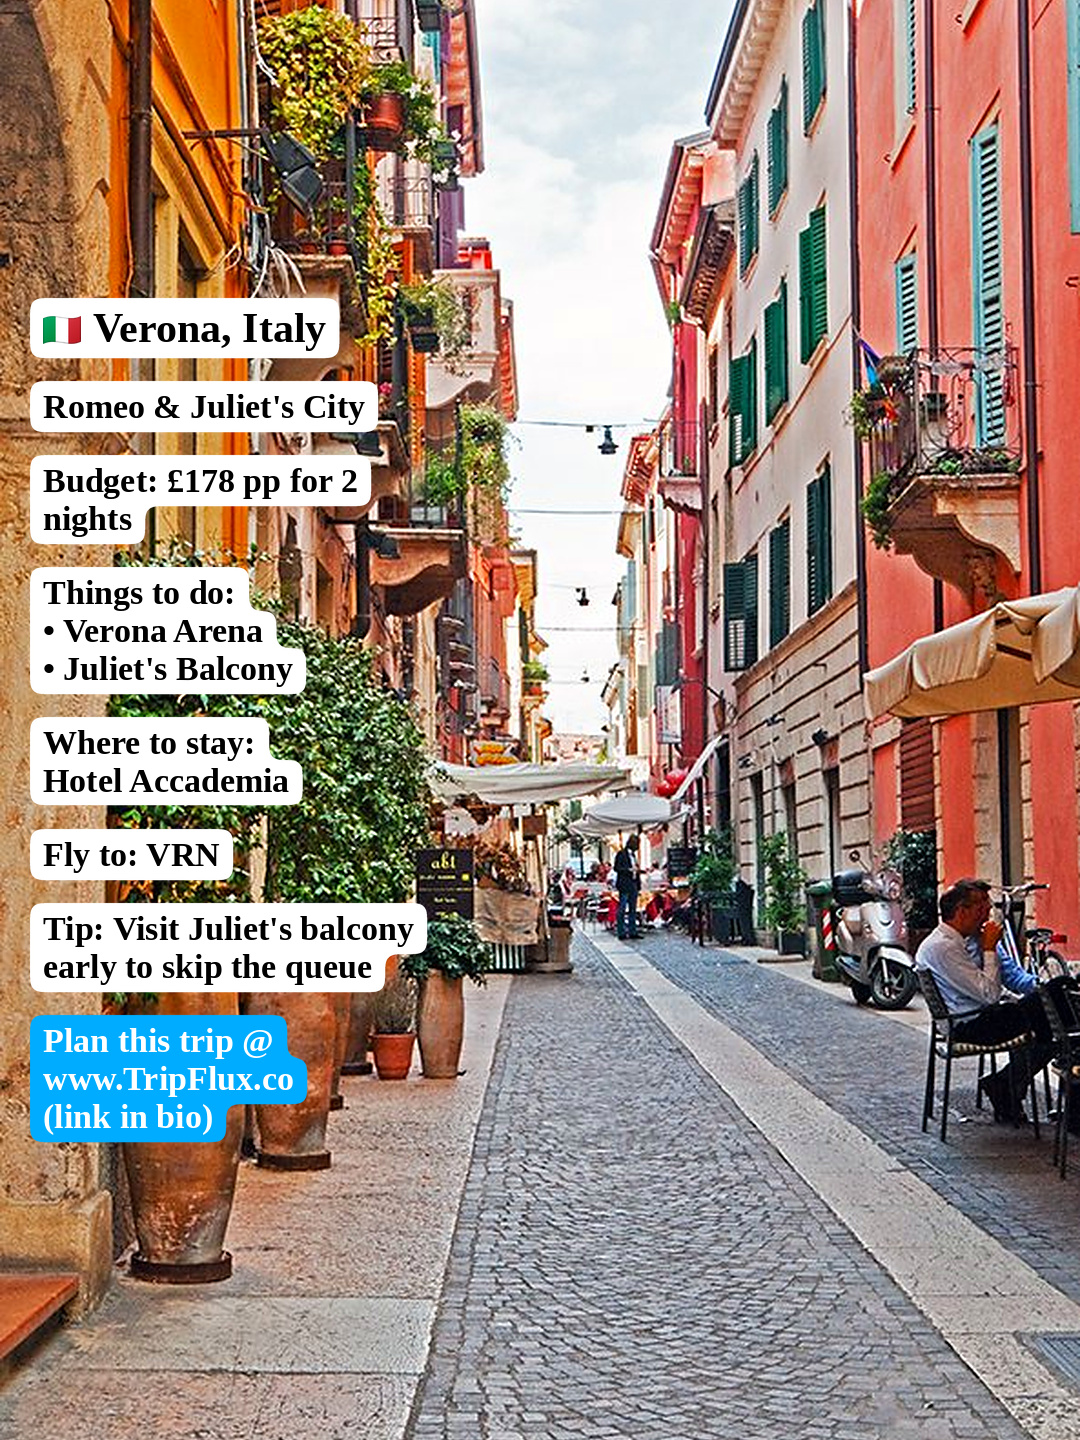 🇮🇹 Verona, Italy
Romeo & Juliet's City
Budget: £178 pp for 2
nights
Things to do:
• Verona Arena
• Juliet's Balcony
Where to stay:
Hotel Accademia
Fly to: VRN
Tip: Visit Juliet's balcony
early to skip the queue
Plan this trip @
www.TripFlux.co
(link in bio)